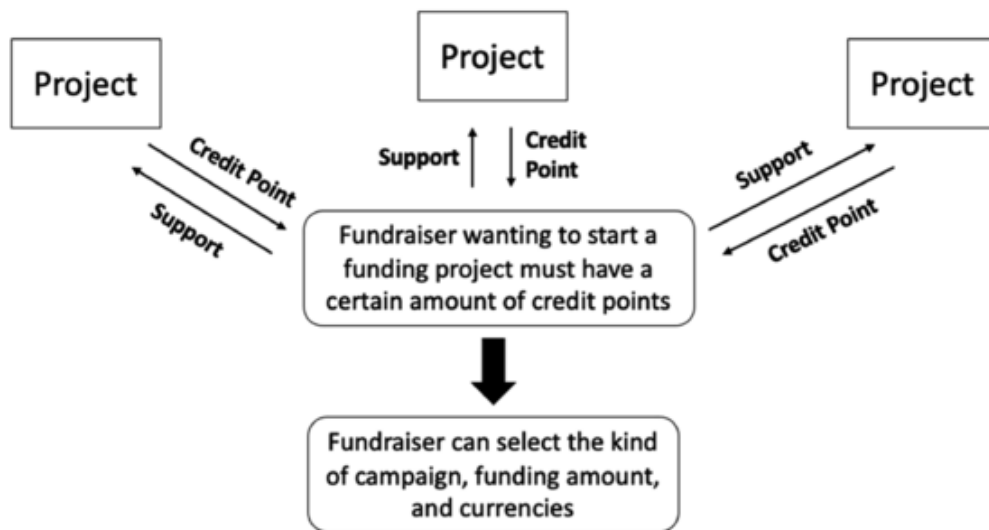 Project
Project
Project
Credit Point
Support
Support
Credit
Point
Support
Credit Point
Fundraiser wanting to start a
funding project must have a
certain amount of credit points
Fundraiser can select the kind
of campaign, funding amount,
and currencies